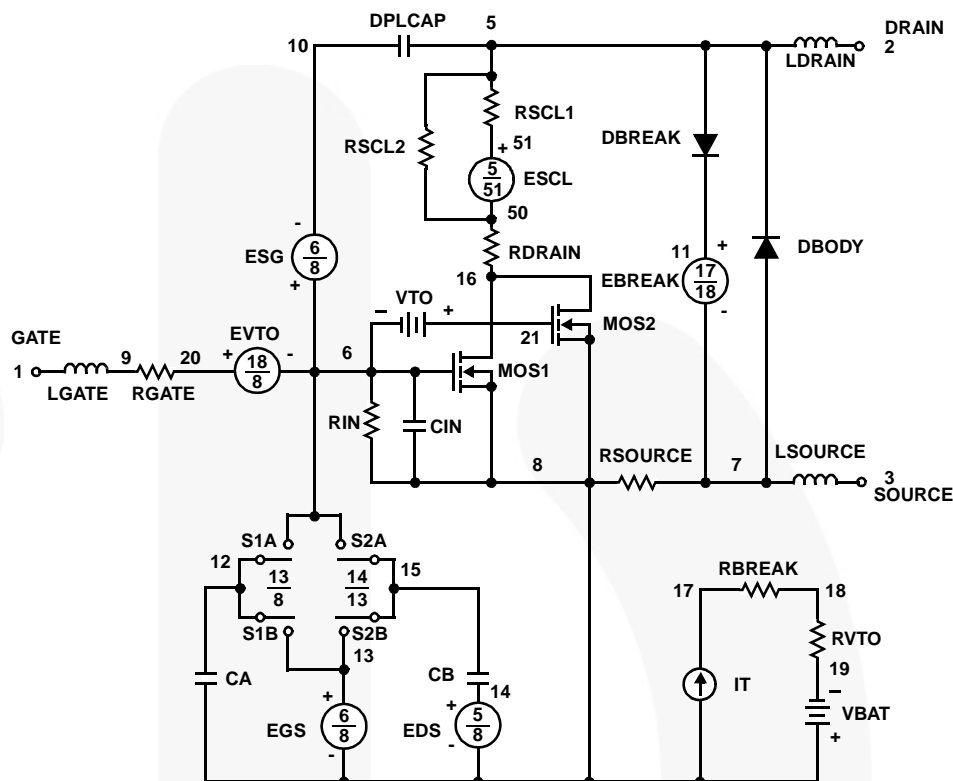 DPLCAP
5
10
DRAIN
2
LDRAIN
RSCL1
RSCL2
+ 51
DBREAK
5
51
ESCL
50
-
RDRAIN
ESG
6
8
+
16
11
+
EBREAK
17
18
-
DBODY
- VTO +
MOS2
21
GATE
1
9
20
EVTO
+
18
8
-
6
MOS1
LGATE
RGATE
RIN
CIN
8
RSOURCE
7
LSOURCE
3
SOURCE
S1A
S2A
12
13
8
14
13
15
S1B
S2B
13
RBREAK
17
18
RVTO
19
CA
CB
14
IT
-
VBAT
+
+
EGS
6
8
-
+
EDS
5
8
-